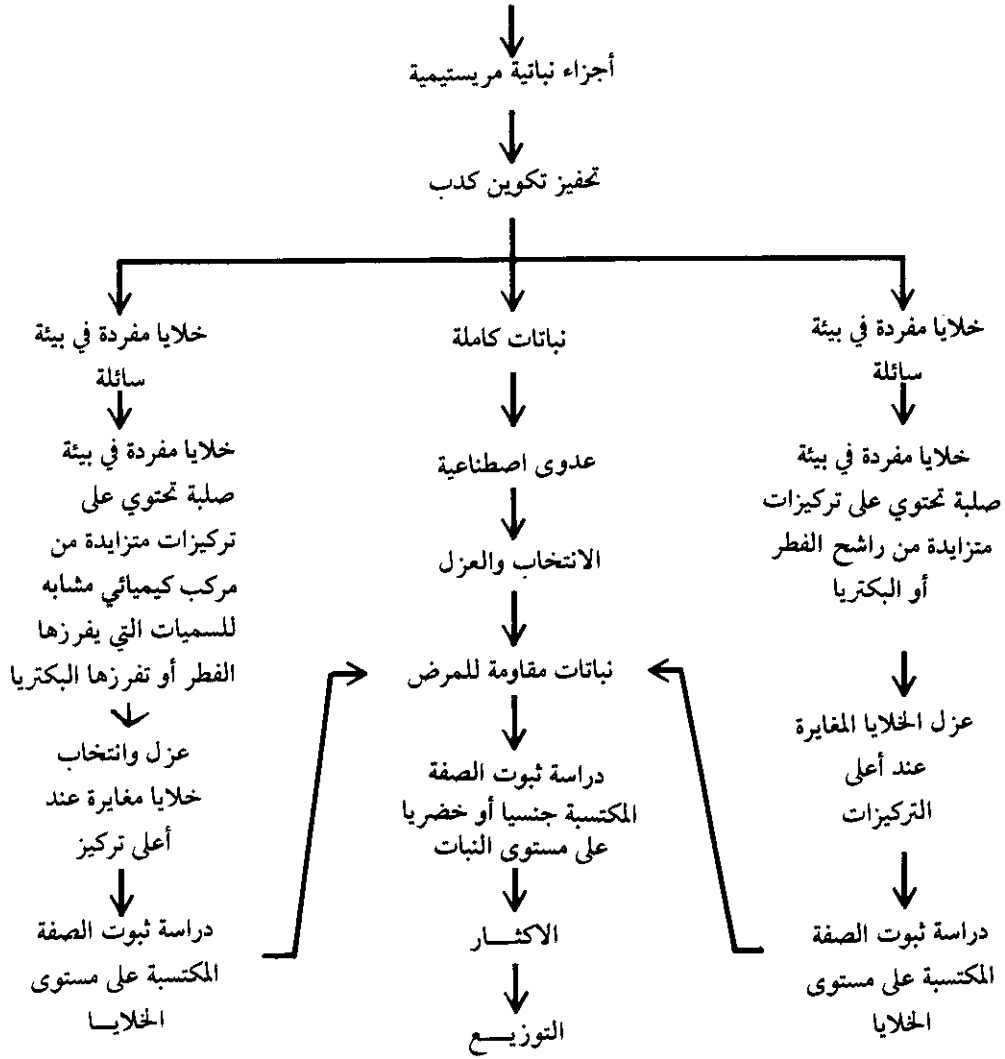 أجزاء نباتية مريستيمية
تحفيز تكوين كدب
خلايا مفردة في بيئة
سائلة
خلايا مفردة في بيئة
صلبة تحتوي على تركيزات
متزايدة من راشح الفطر
أو البكتريا
عزل الخلايا المغايرة
عند أعلى
التركيزات
دراسة ثبوت الصفة
المكتسبة على مستوى
الخلايا
نباتات كاملة
عدوى اصطناعية
الانتخاب والعزل
نباتات مقاومة للمرض
دراسة ثبوت الصفة
المكتسبة جنسيا أو خضريا
على مستوى النبات
الاكثـــار
التوزيـــع
خلايا مفردة في بيئة
سائلة
خلايا مفردة في بيئة
صلبة تحتوي على
تركيزات متزايدة من
مركب كيميائي مشابه
للسميات التي يفرزها
الفطر أو تفرزها البكتريا
عزل وانتخاب
خلايا مغايرة عند
أعلى تركيز
دراسة ثبوت الصفة
المكتسبة على مستوى
الخلايــا